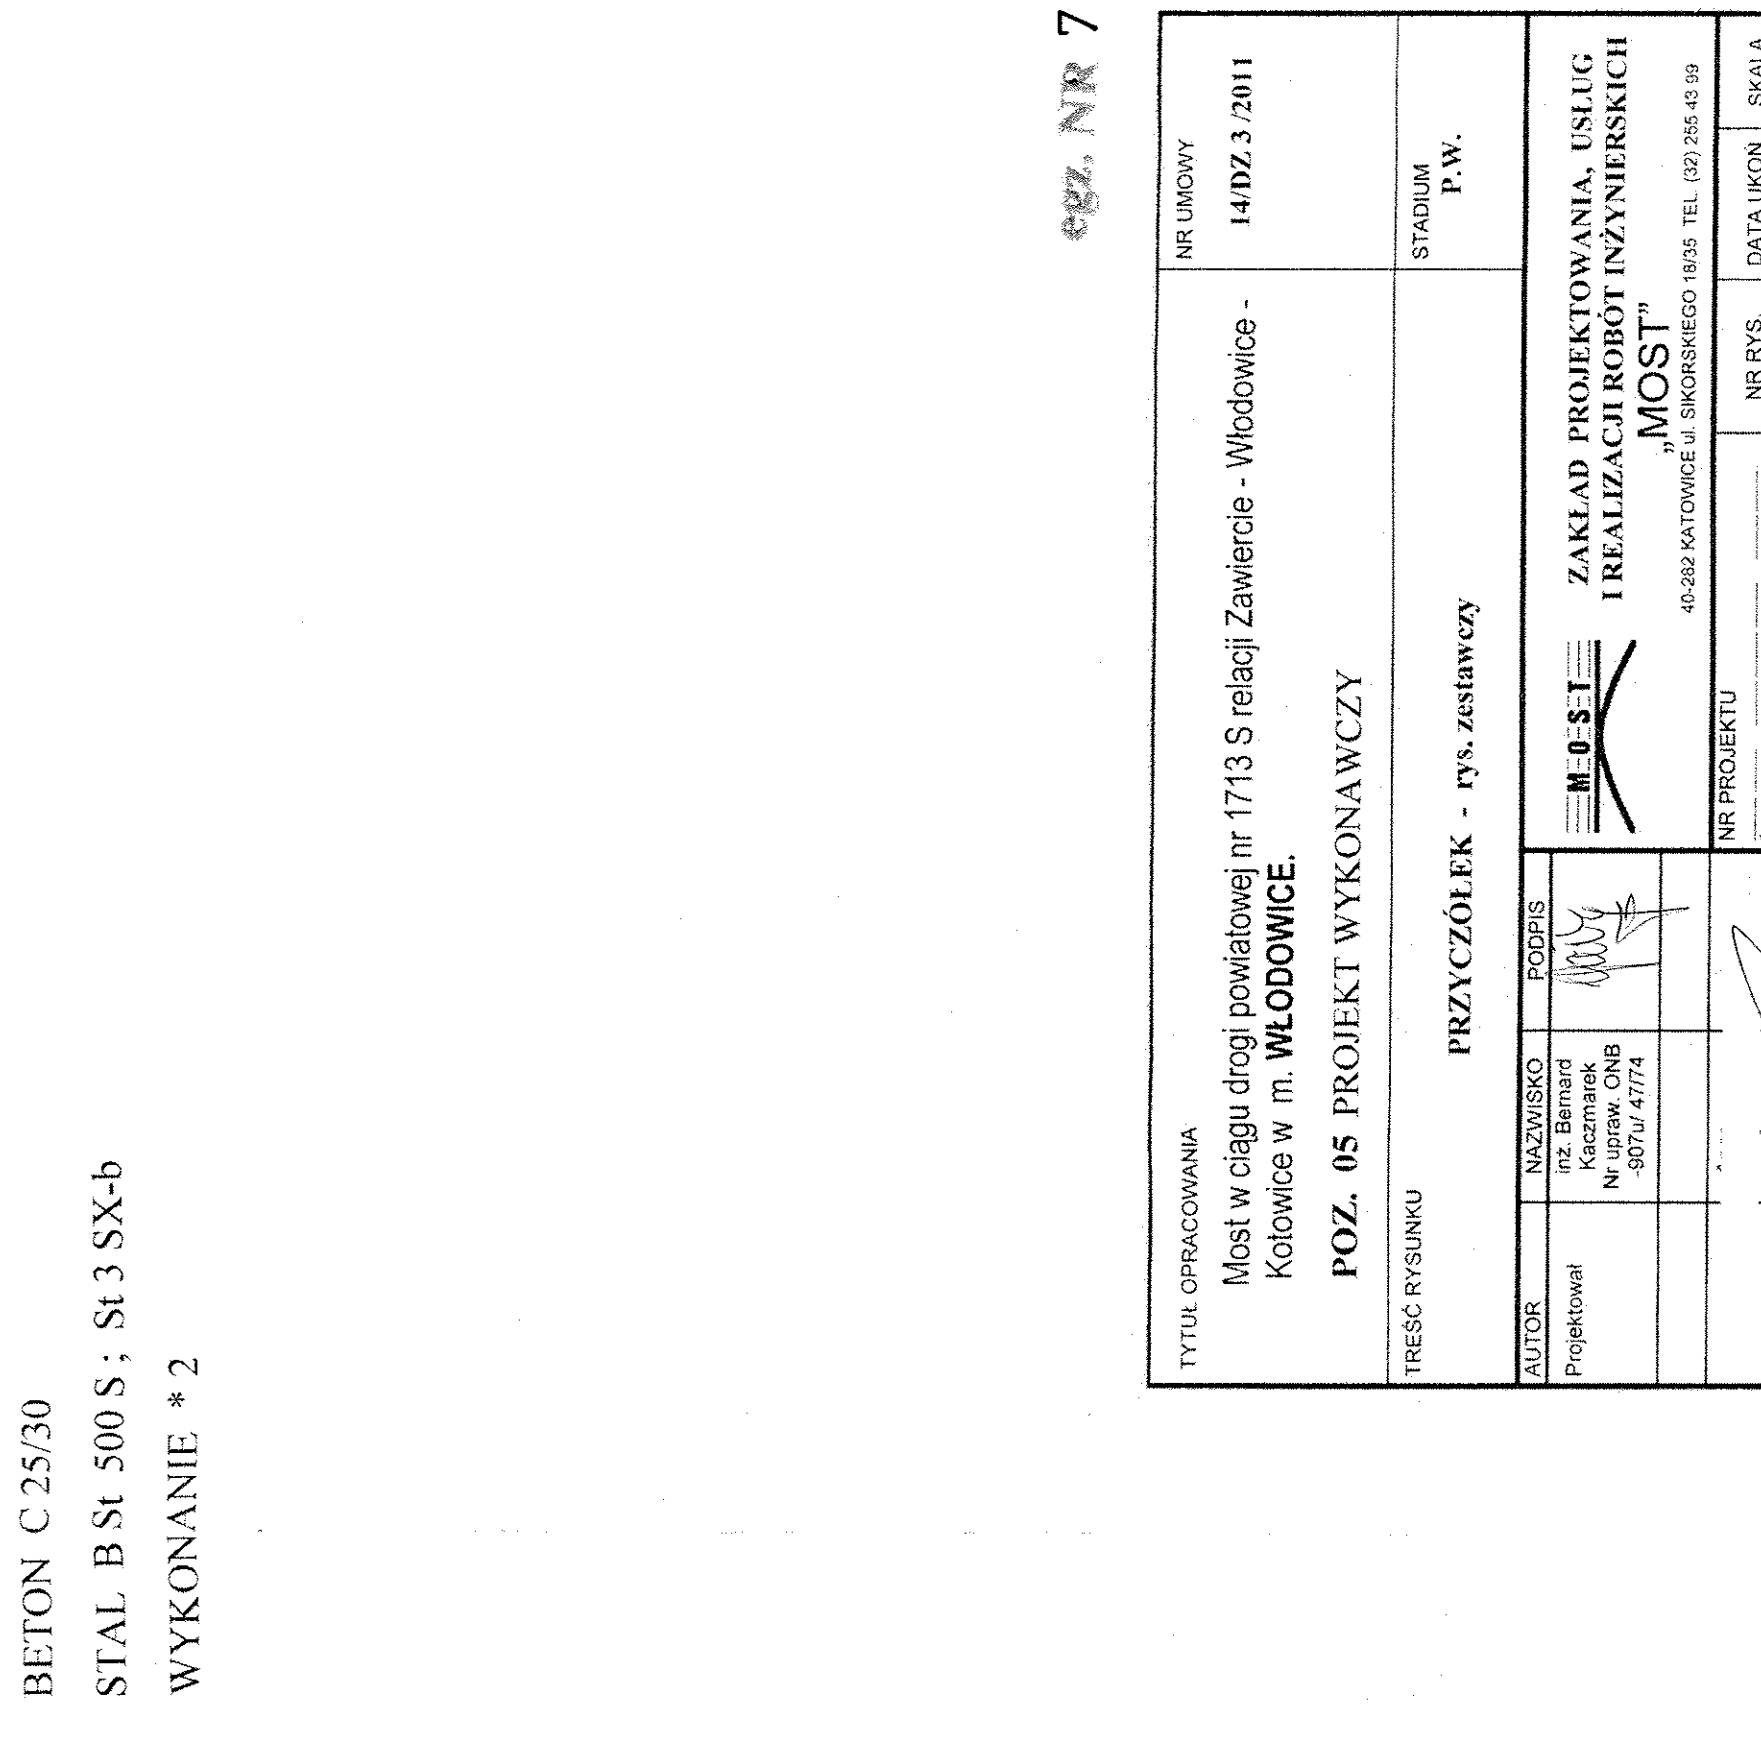 BETON C 25/30
STAL B St 500 S ; St 3 SX-b
WYKONANIE * 2
egz. NR 7
TYTUŁ OPRACOWANIA
Most w ciągu drogi powiatowej nr 1713 S relacji Zawiercie - Włodowice -
Kotowice w m. WŁODOWICE.
POZ. 05 PROJEKT WYKONAWCZY
NR UMOWY
14/DZ 3 /2011
TREŚĆ RYSUNKU
PRZYCZÓŁEK - rys. zestawczy
STADIUM
P.W.
AUTOR NAZWISKO PODPIS
Projektował
inż. Bernard
Kaczmarek
Nr upraw. ONB
-907u/ 47/74
M-O-S-T
ZAKŁAD PROJEKTOWANIA, USŁUG
I REALIZACJI ROBÓT INŻYNIERSKICH
„MOST”
40-282 KATOWICE ul. SIKORSKIEGO 18/35 TEL. (32) 255 43 99
NR PROJEKTU
NR RYS. DATA UKOŃ SKALA